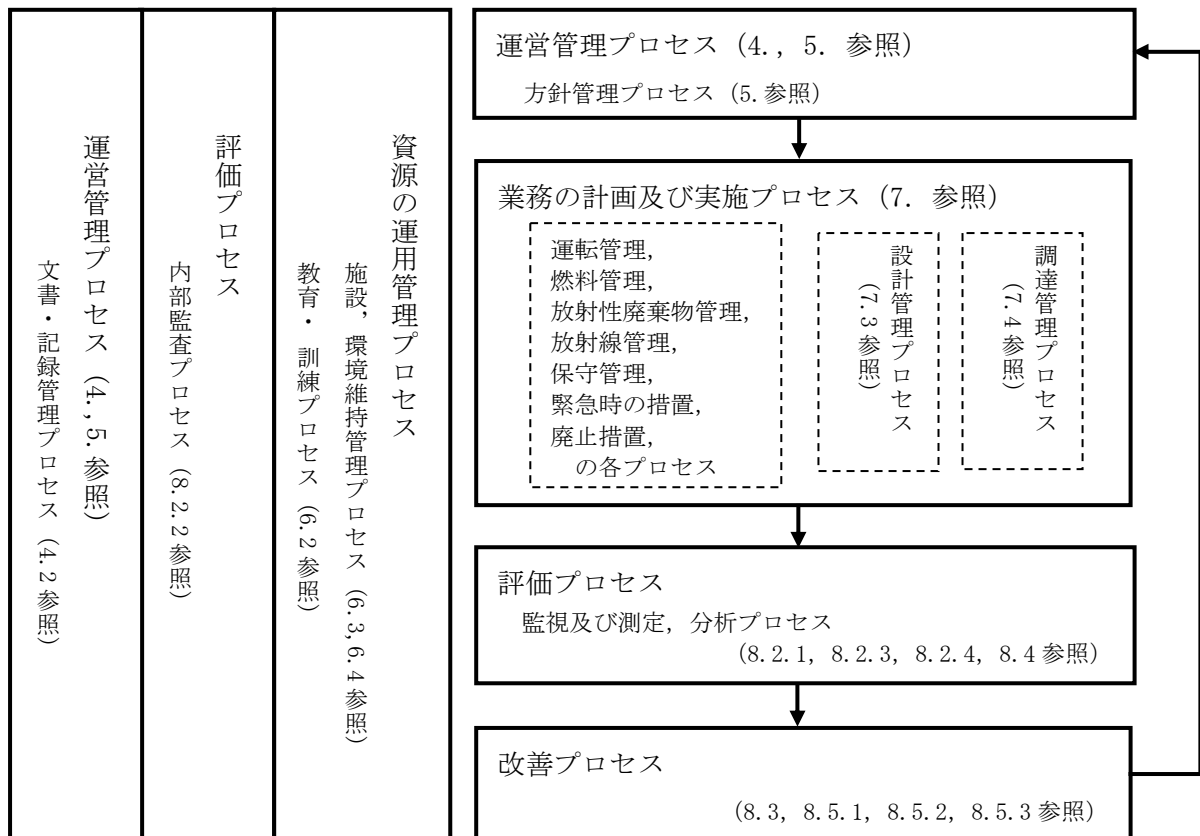 運営管理プロセス（4., 5. 参照）
方針管理プロセス（5.参照）
業務の計画及び実施プロセス（7. 参照）
運転管理,
燃料管理,
放射性廃棄物管理,
放射線管理,
保守管理,
緊急時の措置,
廃止措置,
の各プロセス
設計管理プロセス
（7.3参照）
調達管理プロセス
（7.4参照）
評価プロセス
監視及び測定, 分析プロセス
（8.2.1, 8.2.3, 8.2.4, 8.4参照）
改善プロセス
（8.3, 8.5.1, 8.5.2, 8.5.3参照）
資源の運用管理プロセス
施設, 環境維持管理プロセス（6.3,6.4参照）
教育・訓練プロセス（6.2参照）
評価プロセス
内部監査プロセス（8.2.2参照）
運営管理プロセス（4.,5.参照）
文書・記録管理プロセス（4.2参照）